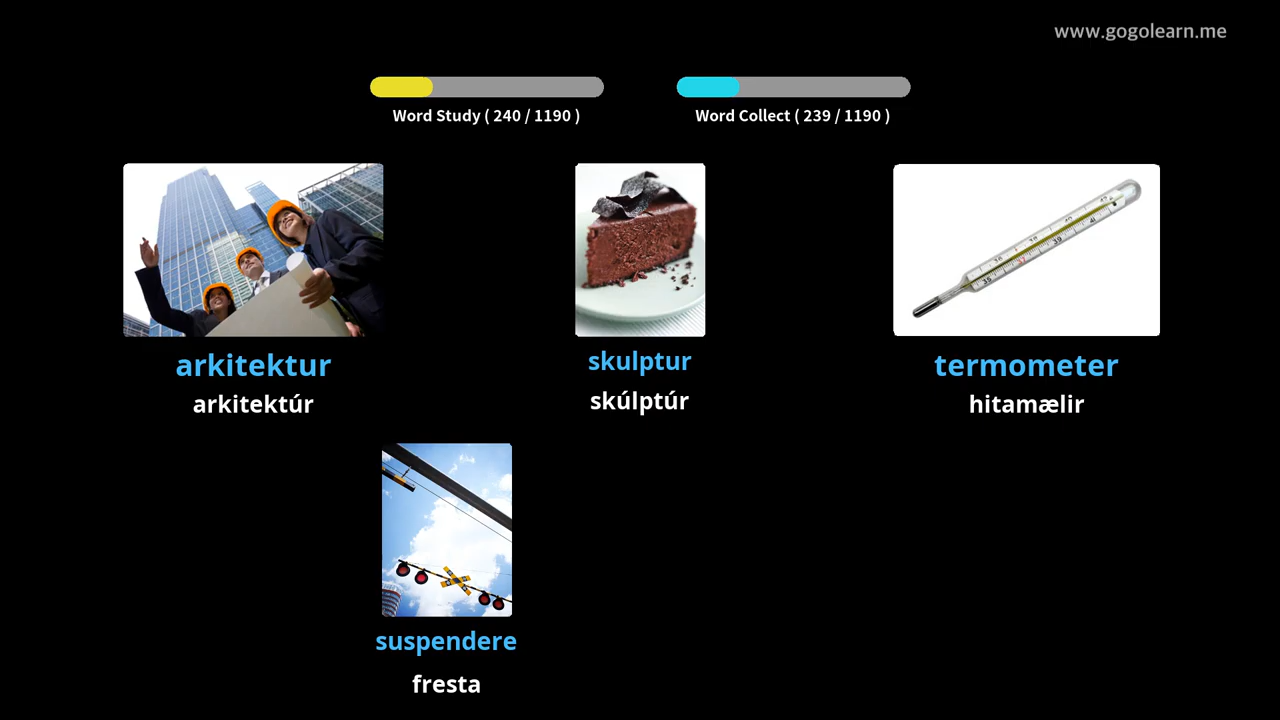 www.gogolearn.me
Word Study ( 240 / 1190 )
Word Collect ( 239 / 1190 )
arkitektur
arkitektúr
skulptur
skúlptúr
termometer
hitamælir
suspendere
fresta